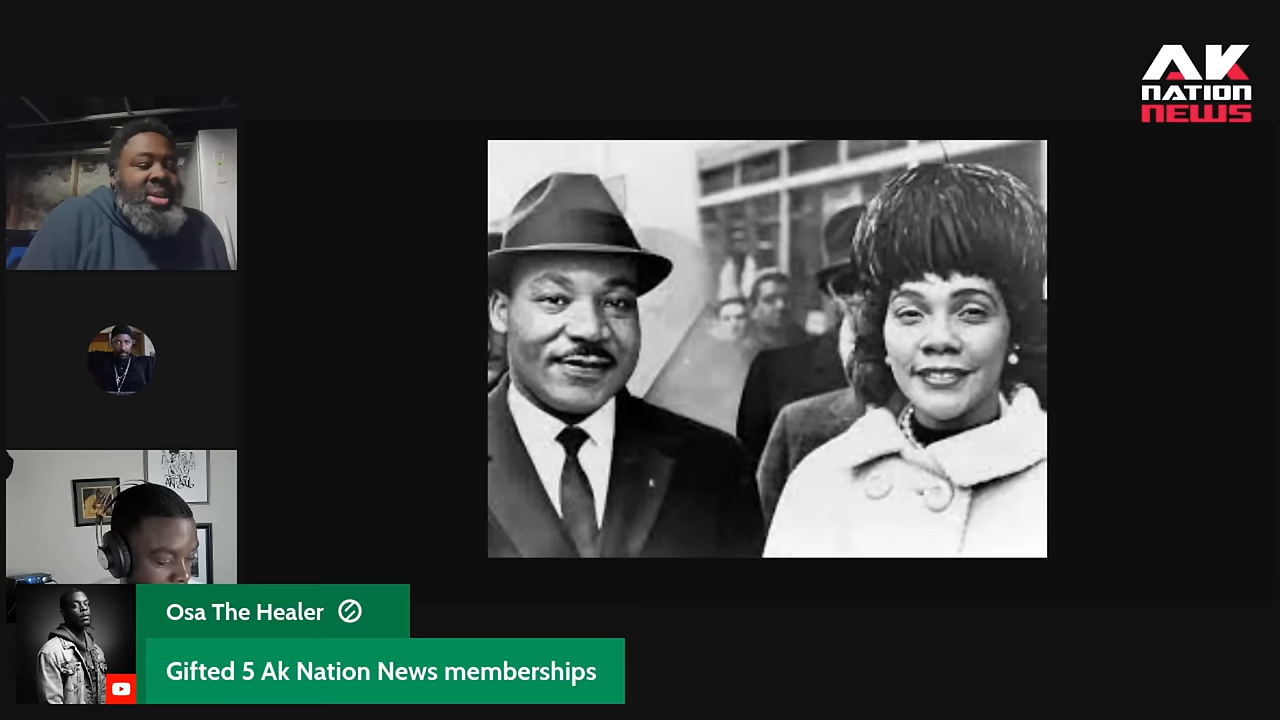 AK
NATION
NEWS
Osa The Healer
Gifted 5 Ak Nation News memberships